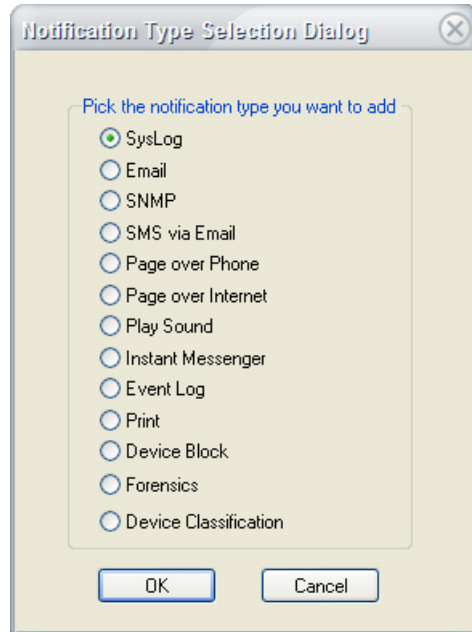 Notification Type Selection Dialog
Pick the notification type you want to add
SysLog
Email
SNMP
SMS via Email
Page over Phone
Page over Internet
Play Sound
Instant Messenger
Event Log
Print
Device Block
Forensics
Device Classification
OK
Cancel